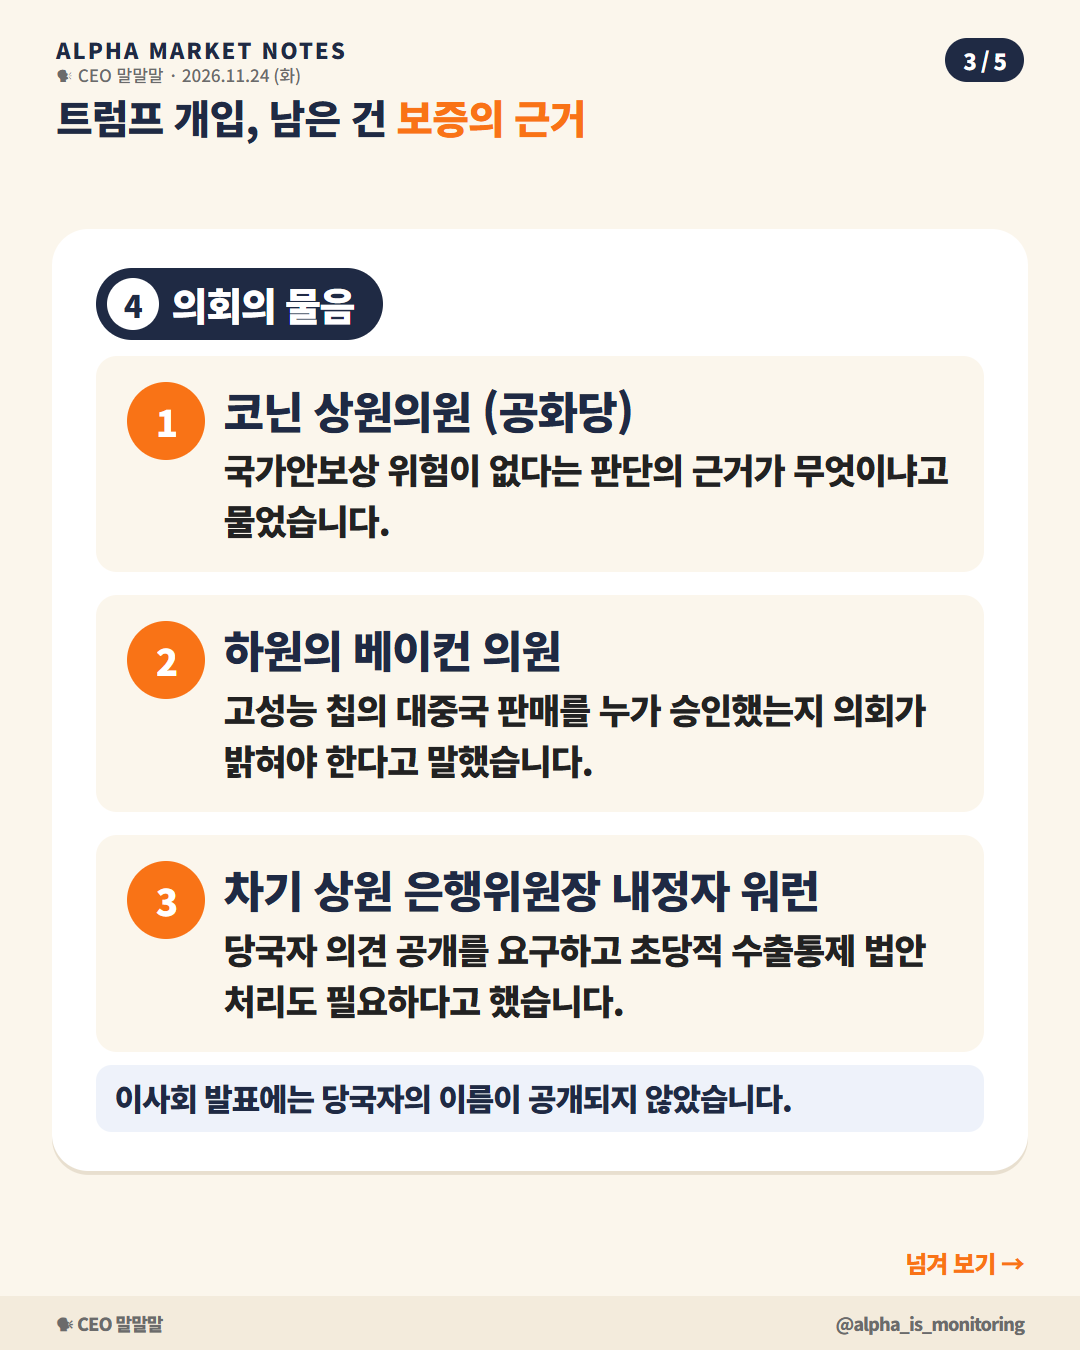 ALPHA MARKET NOTES
🗣 CEO 말말말 · 2026.11.24 (화)
3 / 5
트럼프 개입, 남은 건 보증의 근거
4 의회의 물음
1 코닌 상원의원 (공화당)
국가안보상 위험이 없다는 판단의 근거가 무엇이냐고
물었습니다.
2 하원의 베이컨 의원
고성능 칩의 대중국 판매를 누가 승인했는지 의회가
밝혀야 한다고 말했습니다.
3 차기 상원 은행위원장 내정자 워런
당국자 의견 공개를 요구하고 초당적 수출통제 법안
처리도 필요하다고 했습니다.
이사회 발표에는 당국자의 이름이 공개되지 않았습니다.
넘겨 보기 →
🗣 CEO 말말말
@alpha_is_monitoring